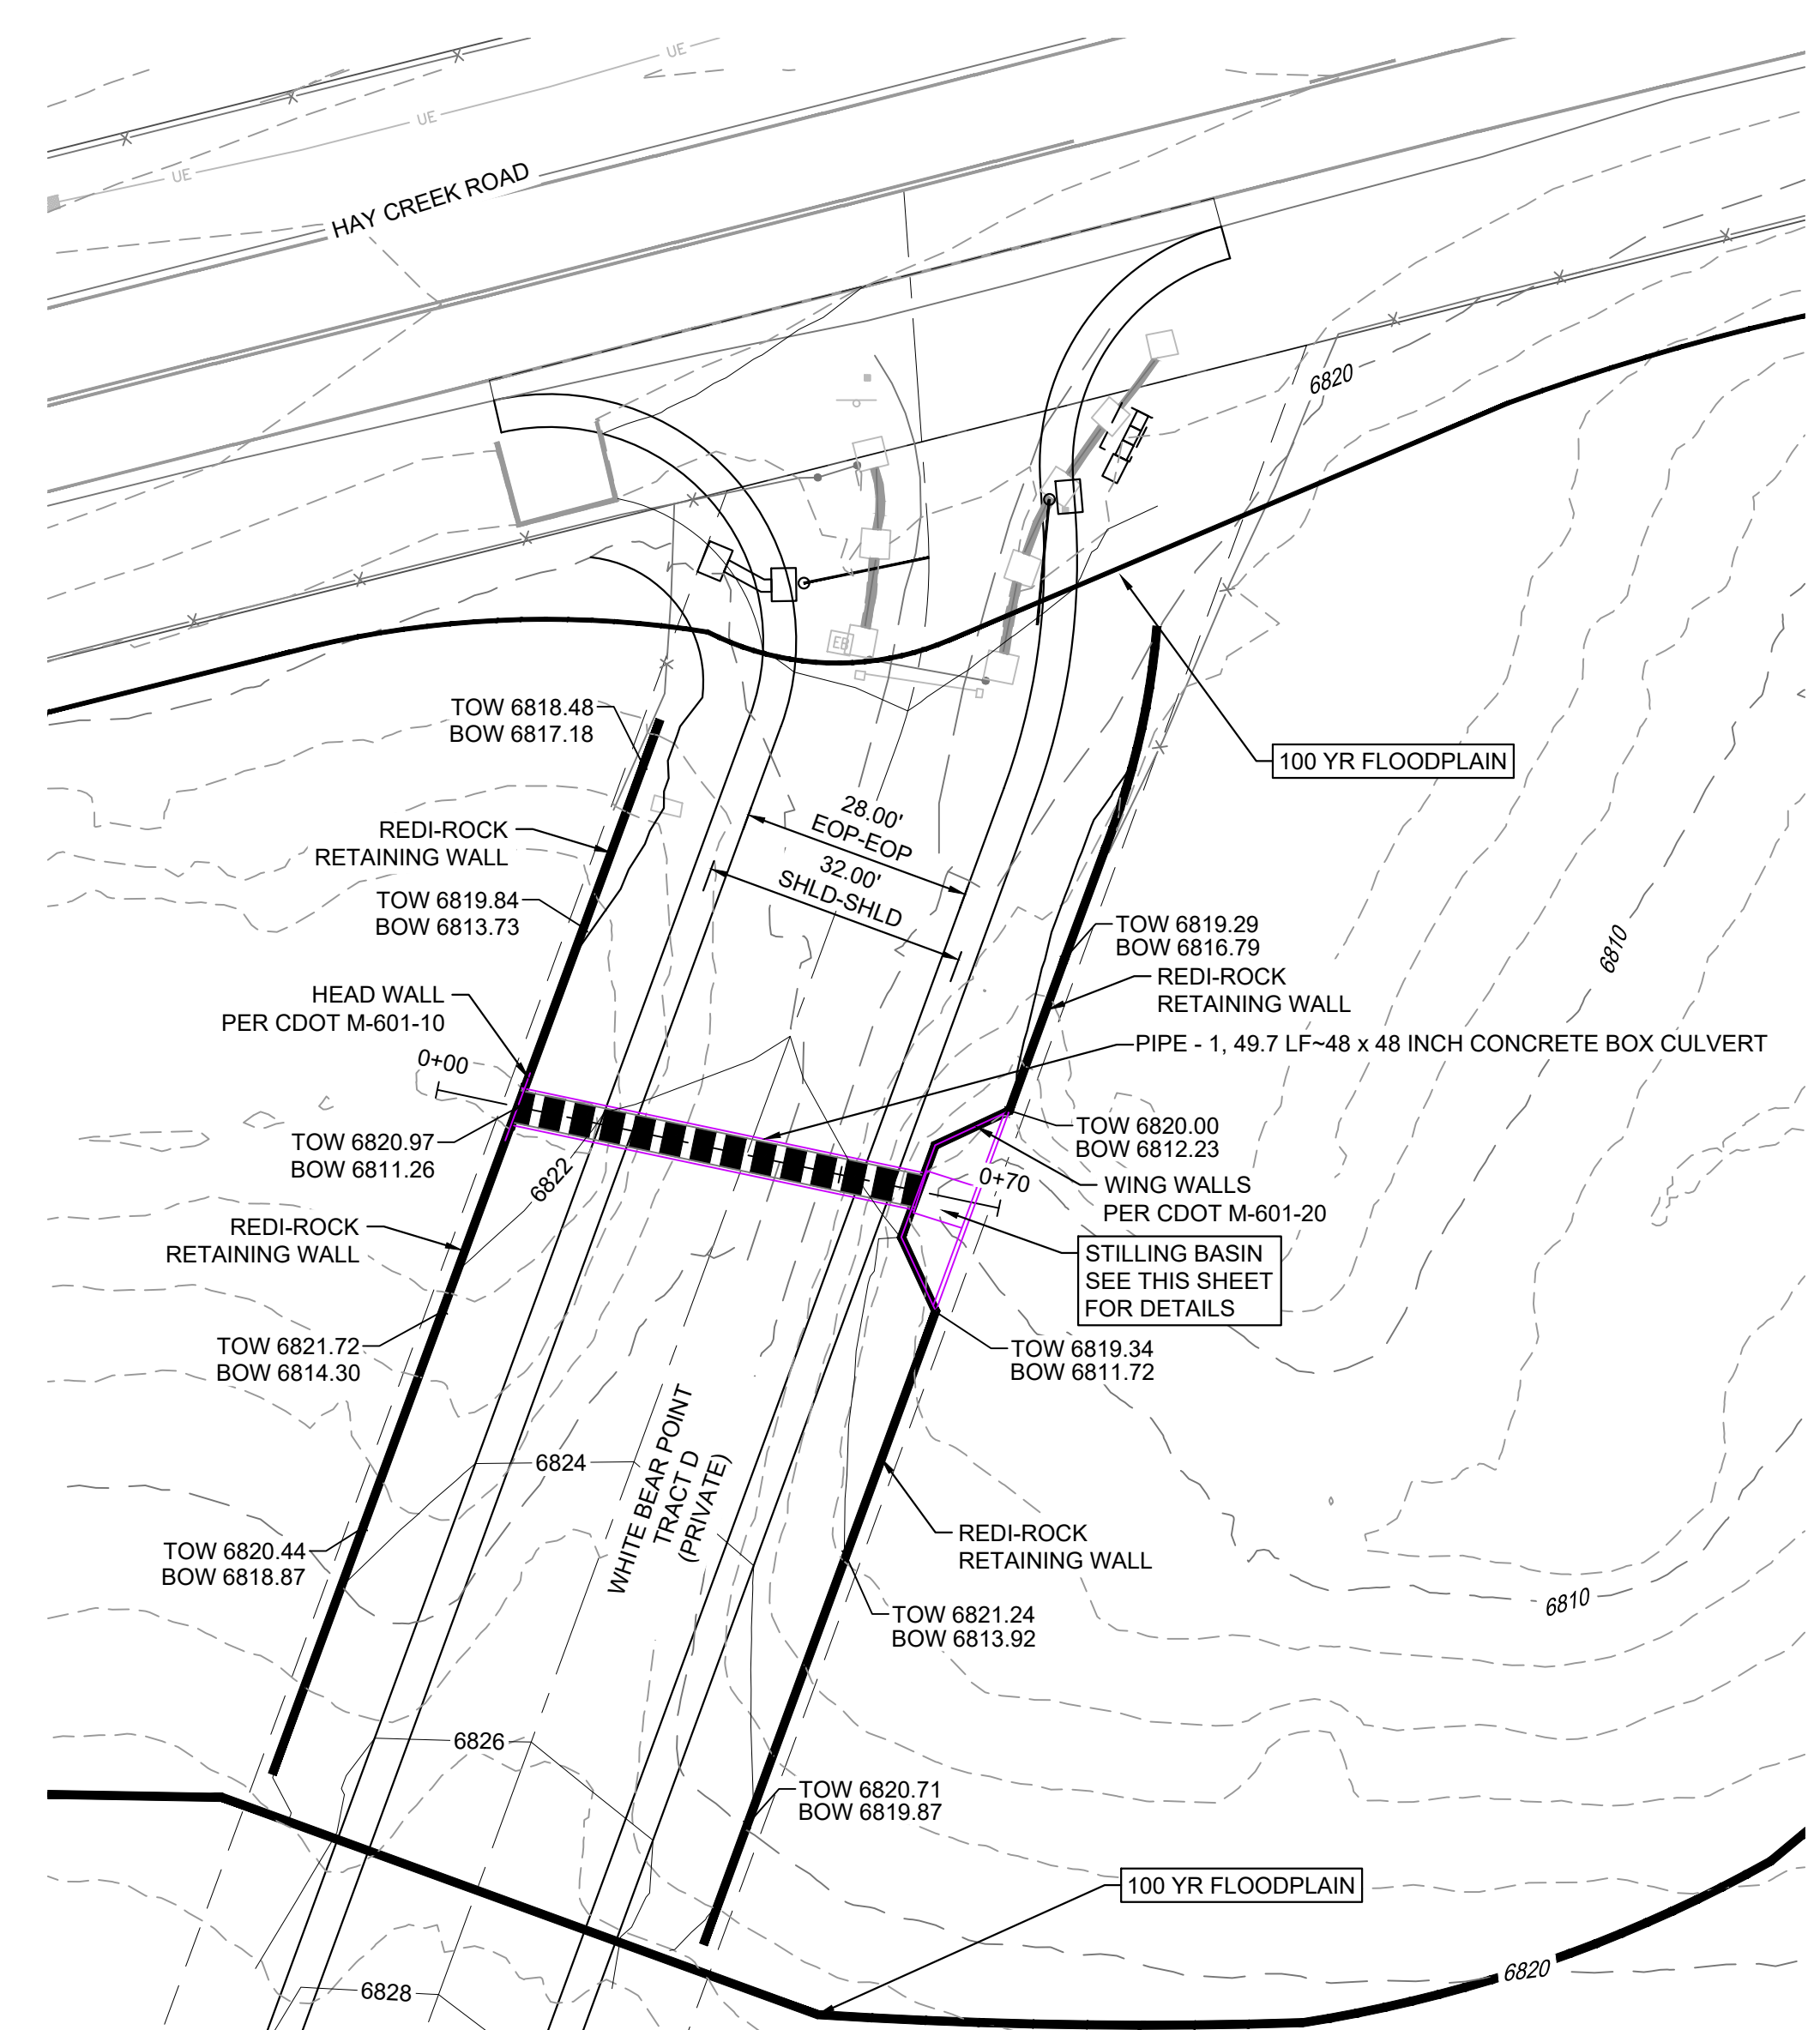 UE
UE
UE
HAY CREEK ROAD
6820
EB
TOW 6818.48
BOW 6817.18
100 YR FLOODPLAIN
28.00'
EOP-EOP
32.00'
SHLD-SHLD
REDI-ROCK
RETAINING WALL
TOW 6819.84
BOW 6813.73
TOW 6819.29
BOW 6816.79
6810
REDI-ROCK
RETAINING WALL
HEAD WALL
PER CDOT M-601-10
PIPE - 1, 49.7 LF~48 x 48 INCH CONCRETE BOX CULVERT
0+00
TOW 6820.00
BOW 6812.23
TOW 6820.97
BOW 6811.26
6822
0+70
WING WALLS
PER CDOT M-601-20
REDI-ROCK
RETAINING WALL
STILLING BASIN
SEE THIS SHEET
FOR DETAILS
TOW 6821.72
BOW 6814.30
TOW 6819.34
BOW 6811.72
WHITE BEAR POINT
TRACT D
(PRIVATE)
6824
TOW 6820.44
BOW 6818.87
REDI-ROCK
RETAINING WALL
6810
TOW 6821.24
BOW 6813.92
6826
TOW 6820.71
BOW 6819.87
100 YR FLOODPLAIN
6820
6828